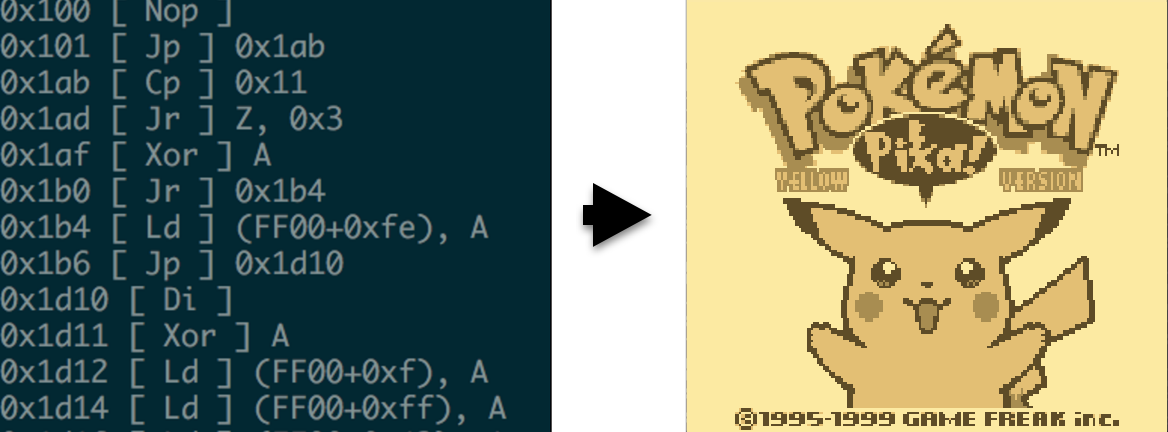 0x100 [ Nop ]
0x101 [ Jp ] 0x1ab
0x1ab [ Cp ] 0x11
0x1ad [ Jr ] Z, 0x3
0x1af [ Xor ] A
0x1b0 [ Jr ] 0x1b4
0x1b4 [ Ld ] (FF00+0xfe), A
0x1b6 [ Jp ] 0x1d10
0x1d10 [ Di ]
0x1d11 [ Xor ] A
0x1d12 [ Ld ] (FF00+0xf), A
0x1d14 [ Ld ] (FF00+0xff), A
POKéMON
TM
Pika!
YELLOW VERSION
©1995-1999 GAME FREAK inc.